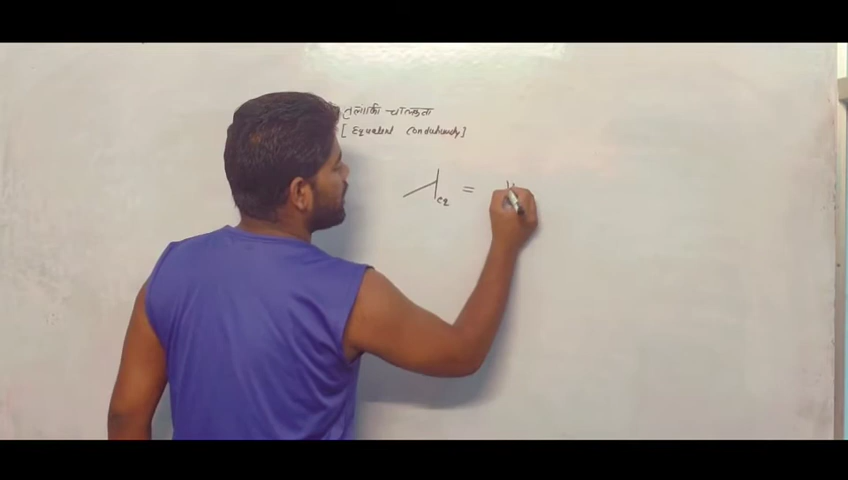 तुल्यांकी चालकता
[ Equivalent Conductivity ]
λeq =